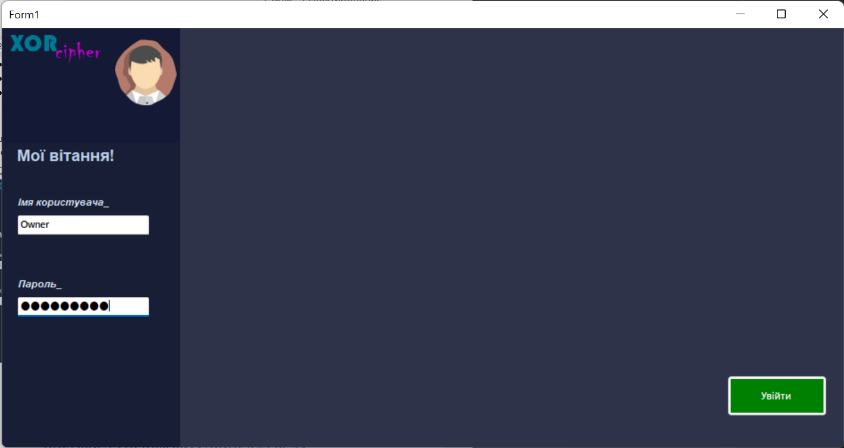 Form1
XOR
cipher
Мої вітання!
Імя користувача_
Owner
Пароль_
●●●●●●●●●
Увійти